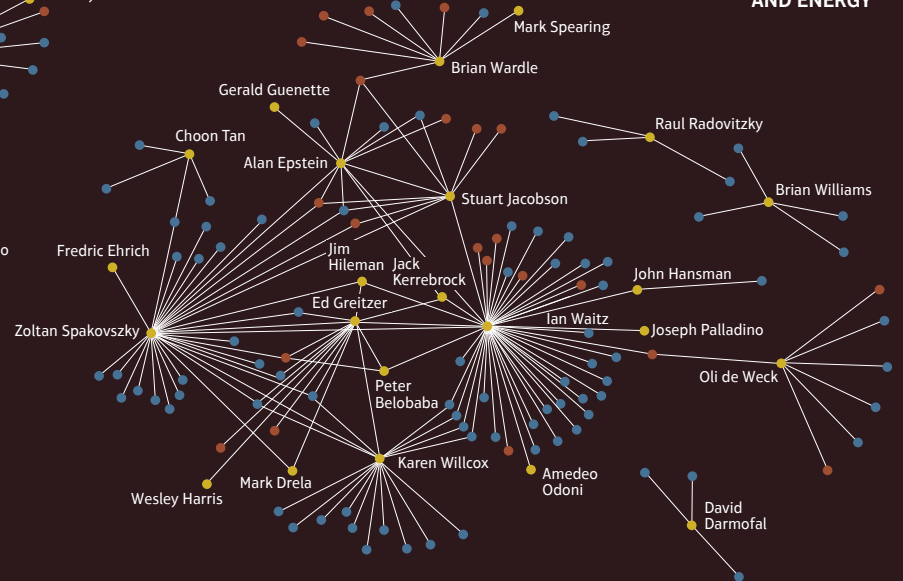 AND ENERGY
Mark Spearing
Brian Wardle
Gerald Guenette
Choon Tan
Raul Radovitzky
Alan Epstein
Brian Williams
Stuart Jacobson
o
Fredric Ehrich
Jim
Hileman
Jack
Kerrebrock
John Hansman
Ed Greitzer
Ian Waitz
Zoltan Spakovszky
Joseph Palladino
Oli de Weck
Peter
Belobaba
Karen Willcox
Mark Drela
Wesley Harris
Amedeo
Odoni
David
Darmofal